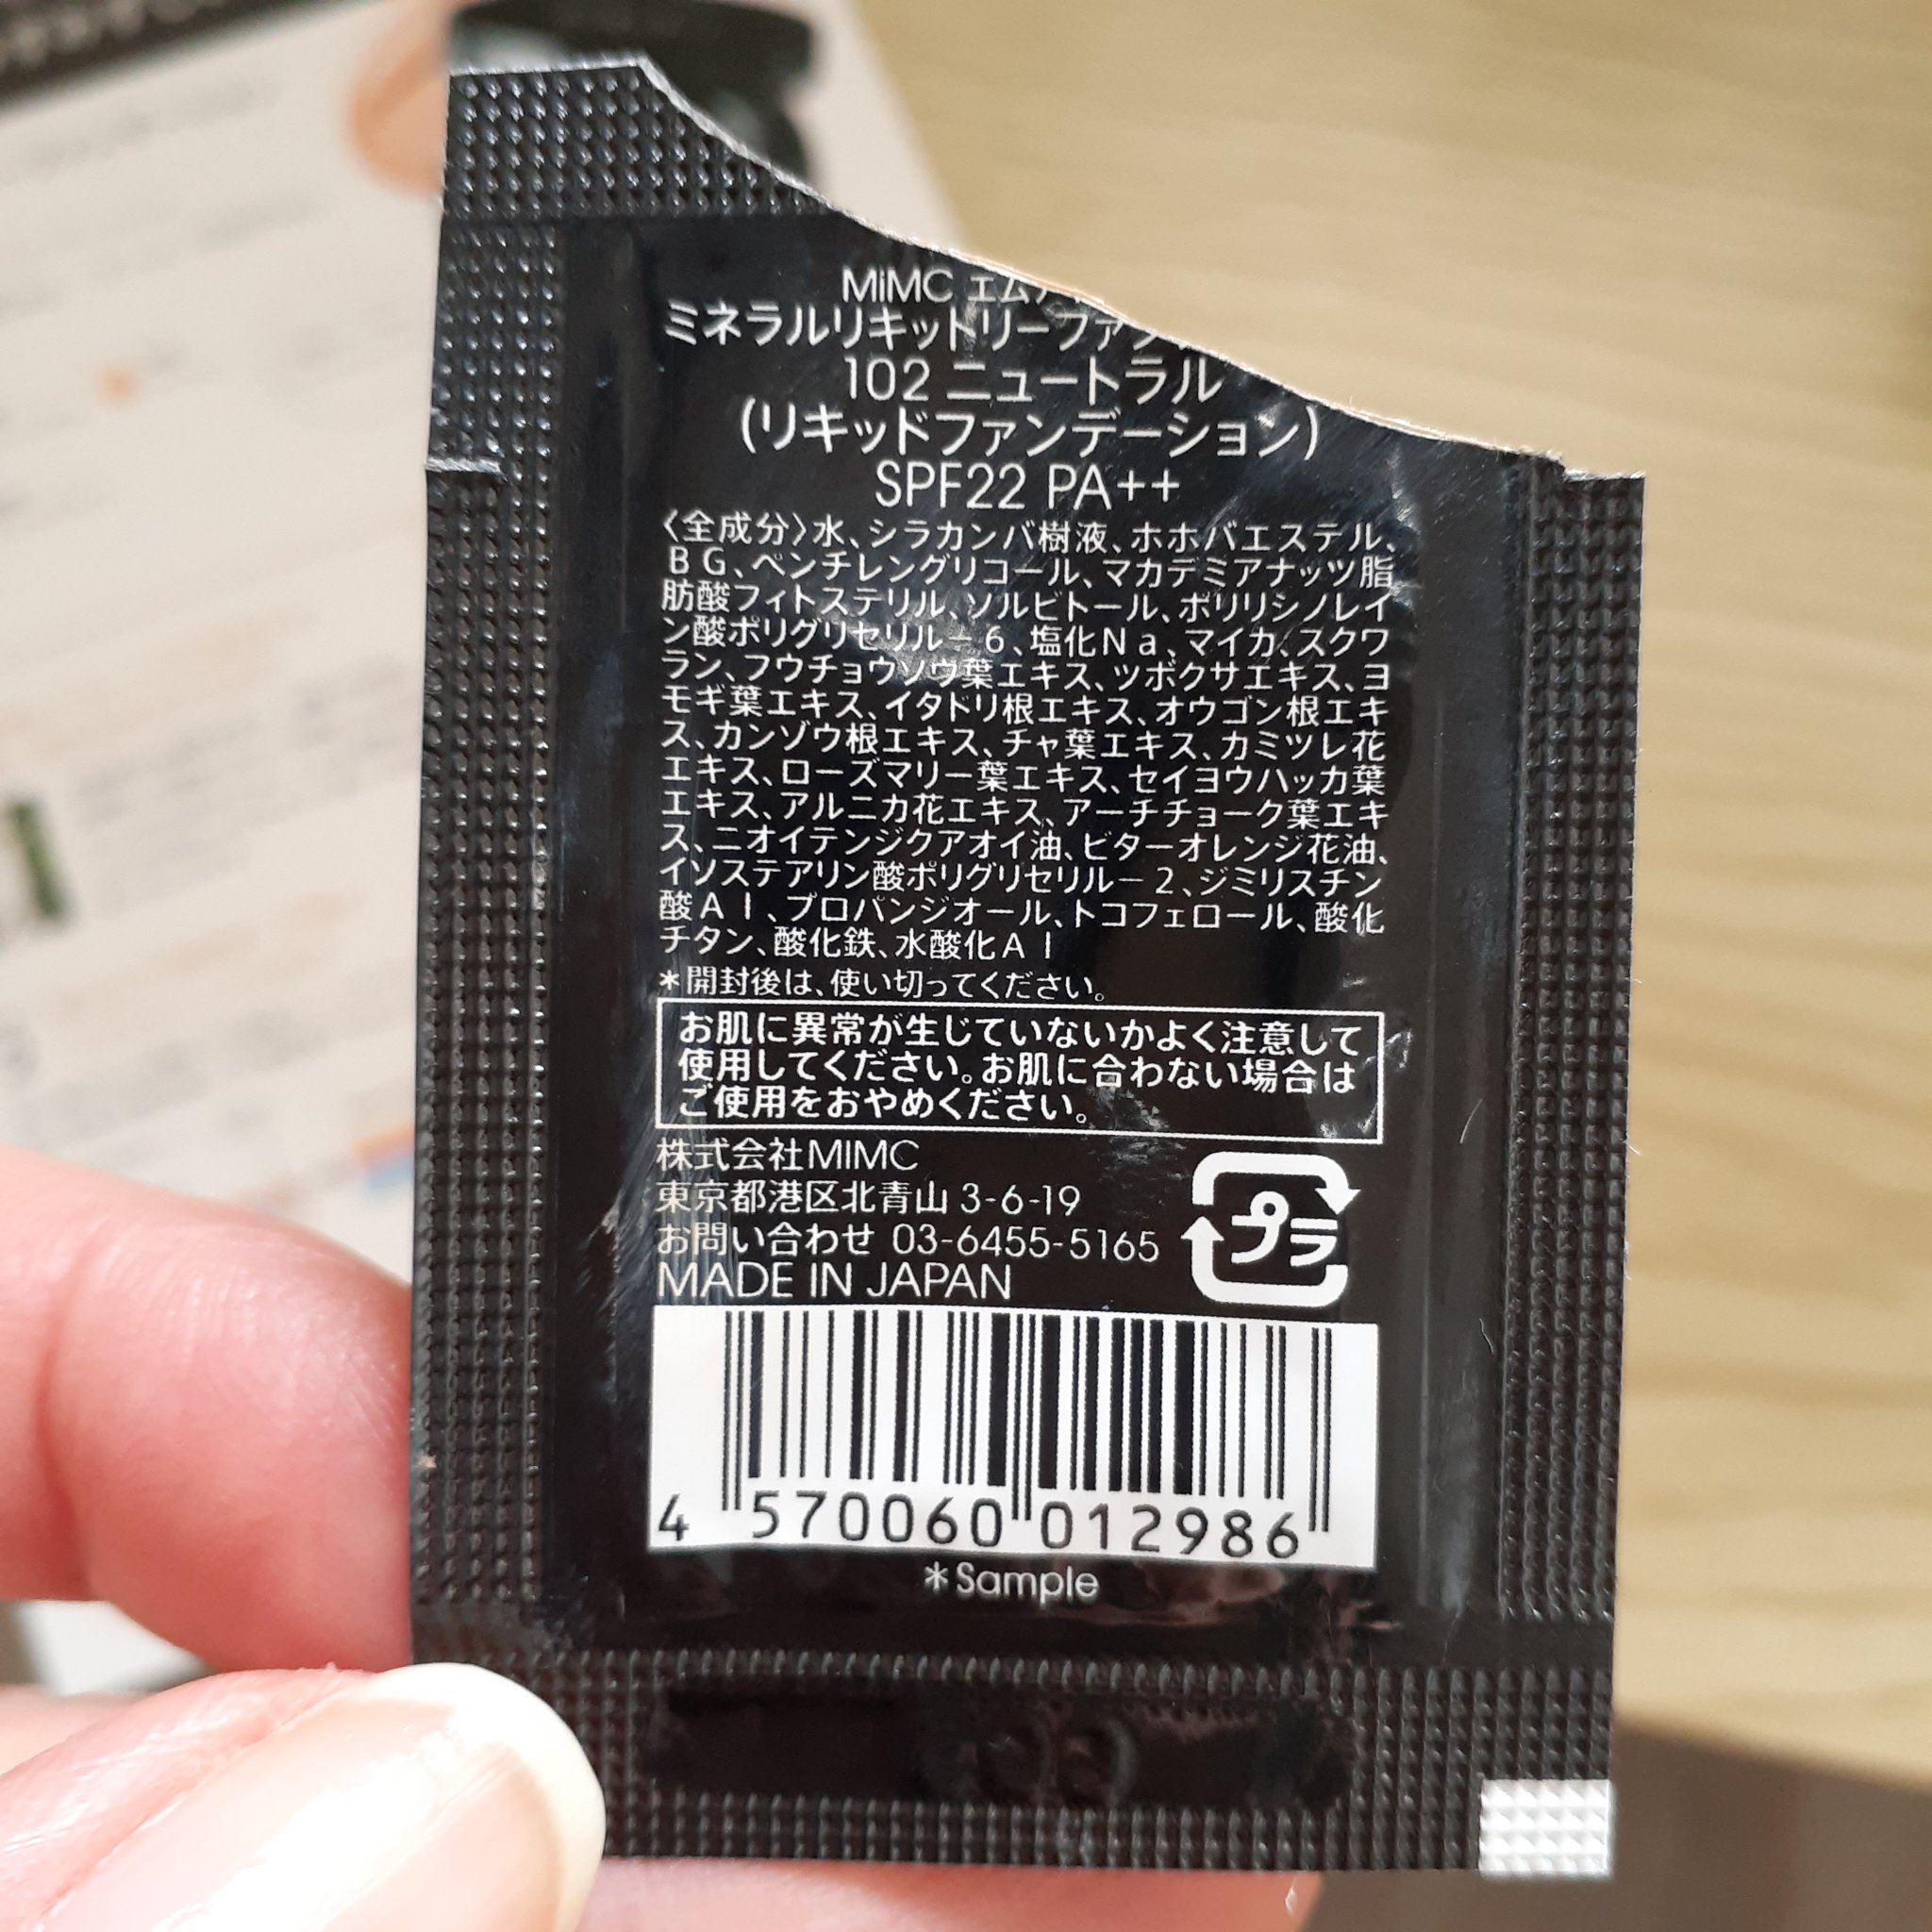 MiMC エム
ミネラルリキッドリーファ
102 ニュートラル
(リキッドファンデーション)
SPF22 PA++
〈全成分〉水、シラカンバ樹液、ホホバエステル、
BG、ペンチレングリコール、マカデミアナッツ脂
肪酸フィトステリル、ソルビトール、ポリリシノレイ
ン酸ポリグリセリル－6、塩化Na、マイカ、スクワ
ラン、フウチョウソウ葉エキス、ツボクサエキス、ヨ
モギ葉エキス、イタドリ根エキス、オウゴン根エキ
ス、カンゾウ根エキス、チャ葉エキス、カミツレ花
エキス、ローズマリー葉エキス、セイヨウハッカ葉
エキス、アルニカ花エキス、アーチチョーク葉エキ
ス、ニオイテンジクアオイ油、ビターオレンジ花油、
イソステアリン酸ポリグリセリル－2、ジミリスチン
酸Al、プロパンジオール、トコフェロール、酸化
チタン、酸化鉄、水酸化Al
*開封後は、使い切ってください。
お肌に異常が生じていないかよく注意して
使用してください。お肌に合わない場合は
ご使用をおやめください。
株式会社MIMC
東京都港区北青山 3-6-19
お問い合わせ 03-6455-5165
MADE IN JAPAN
プラ
4 570060 012986
*Sample